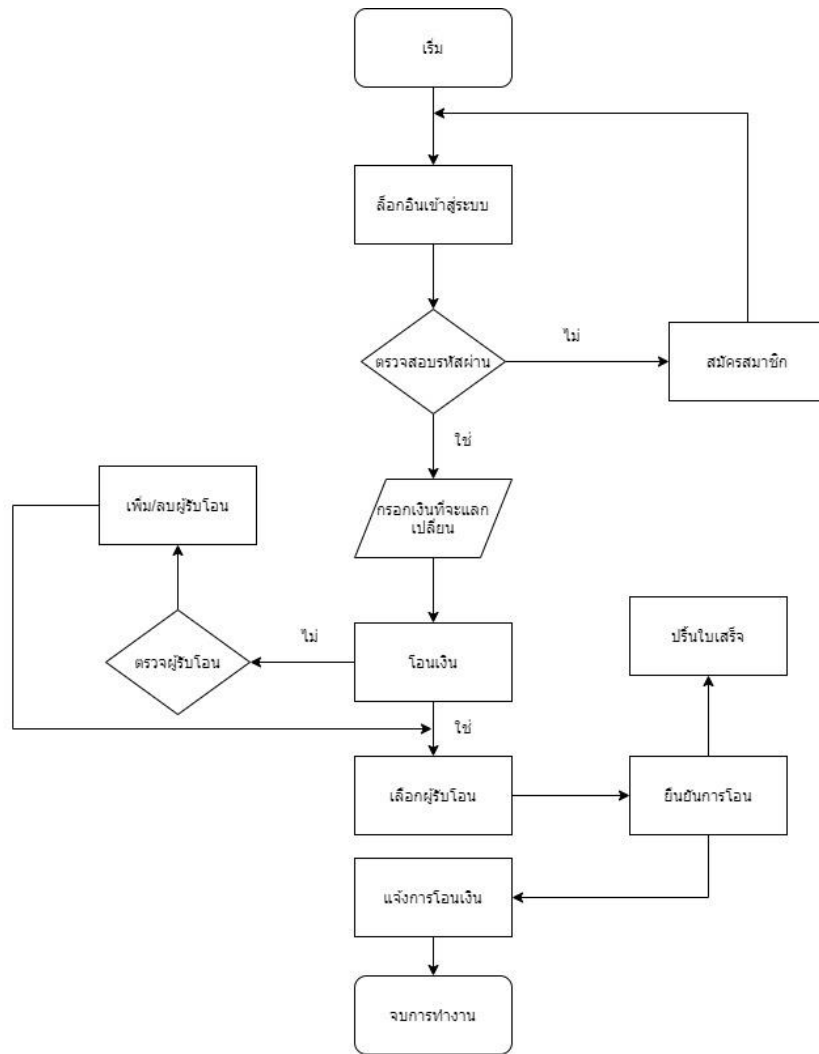 เริ่ม
ล็อกอินเข้าสู่ระบบ
ตรวจสอบรหัสผ่าน
ไม่
สมัครสมาชิก
ใช่
เพิ่ม/ลบผู้รับโอน
กรอกเงินที่จะแลก
เปลี่ยน
ปริ้นใบเสร็จ
ไม่
ตรวจผู้รับโอน
โอนเงิน
ใช่
เลือกผู้รับโอน
ยืนยันการโอน
แจ้งการโอนเงิน
จบการทำงาน